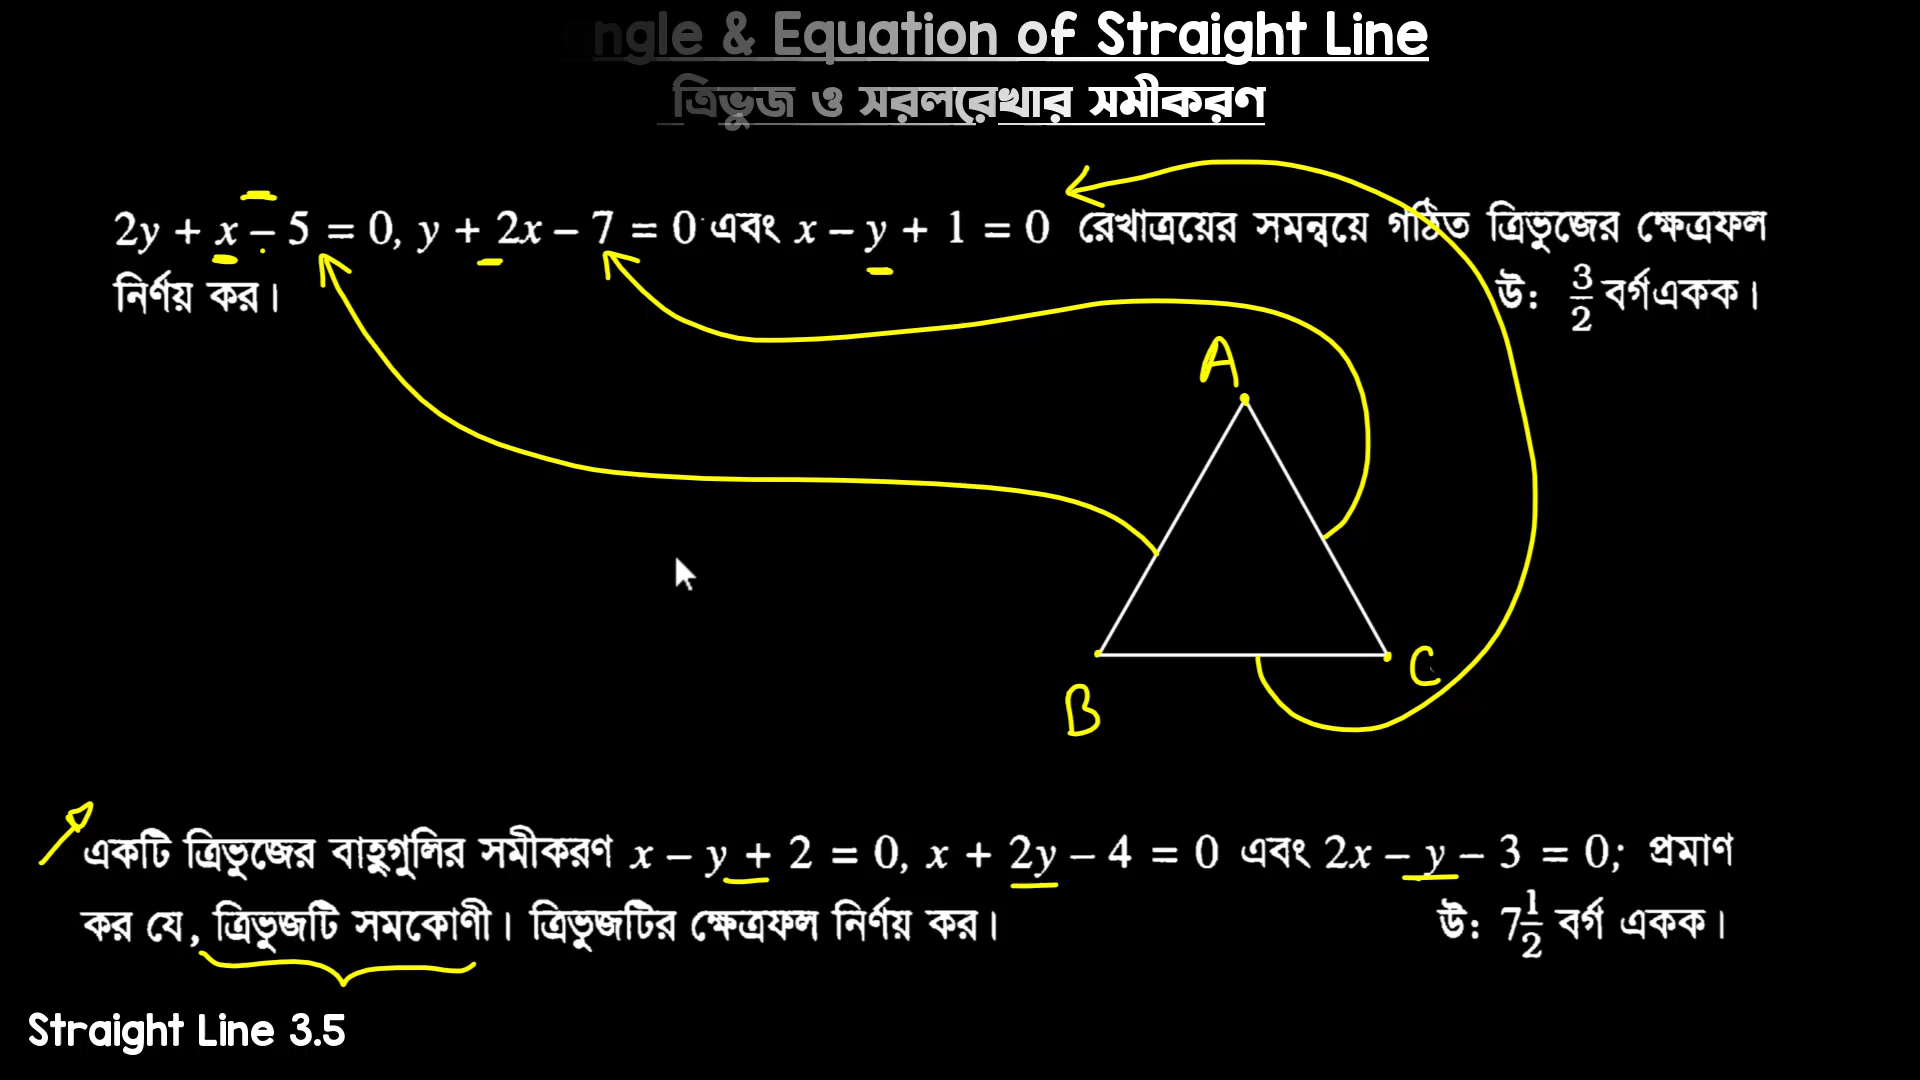 ngle & Equation of Straight Line
ত্রিভুজ ও সরলরেখার সমীকরণ
2y + x – 5 = 0, y + 2x – 7 = 0 এবং x – y + 1 = 0 রেখাত্রয়ের সমন্বয়ে গঠিত ত্রিভুজের ক্ষেত্রফল
নির্ণয় কর। উ: 3/2 বর্গএকক।
A
B
C
একটি ত্রিভুজের বাহুগুলির সমীকরণ x – y + 2 = 0, x + 2y – 4 = 0 এবং 2x – y – 3 = 0; প্রমাণ
কর যে, ত্রিভুজটি সমকোণী। ত্রিভুজটির ক্ষেত্রফল নির্ণয় কর। উ: 7 1/2 বর্গ একক।
Straight Line 3.5